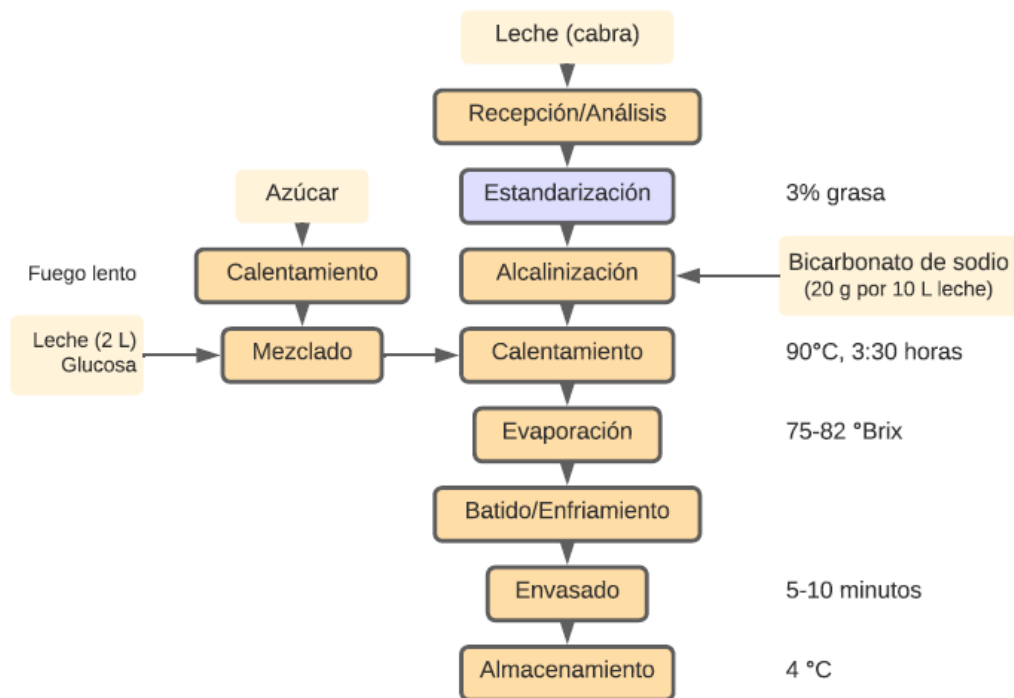 Leche (cabra)
Recepción/Análisis
Azúcar
Estandarización
3% grasa
Fuego lento
Calentamiento
Alcalinización
Bicarbonato de sodio
(20 g por 10 L leche)
Leche (2 L)
Glucosa
Mezclado
Calentamiento
90°C, 3:30 horas
Evaporación
75-82 °Brix
Batido/Enfriamiento
Envasado
5-10 minutos
Almacenamiento
4 °C